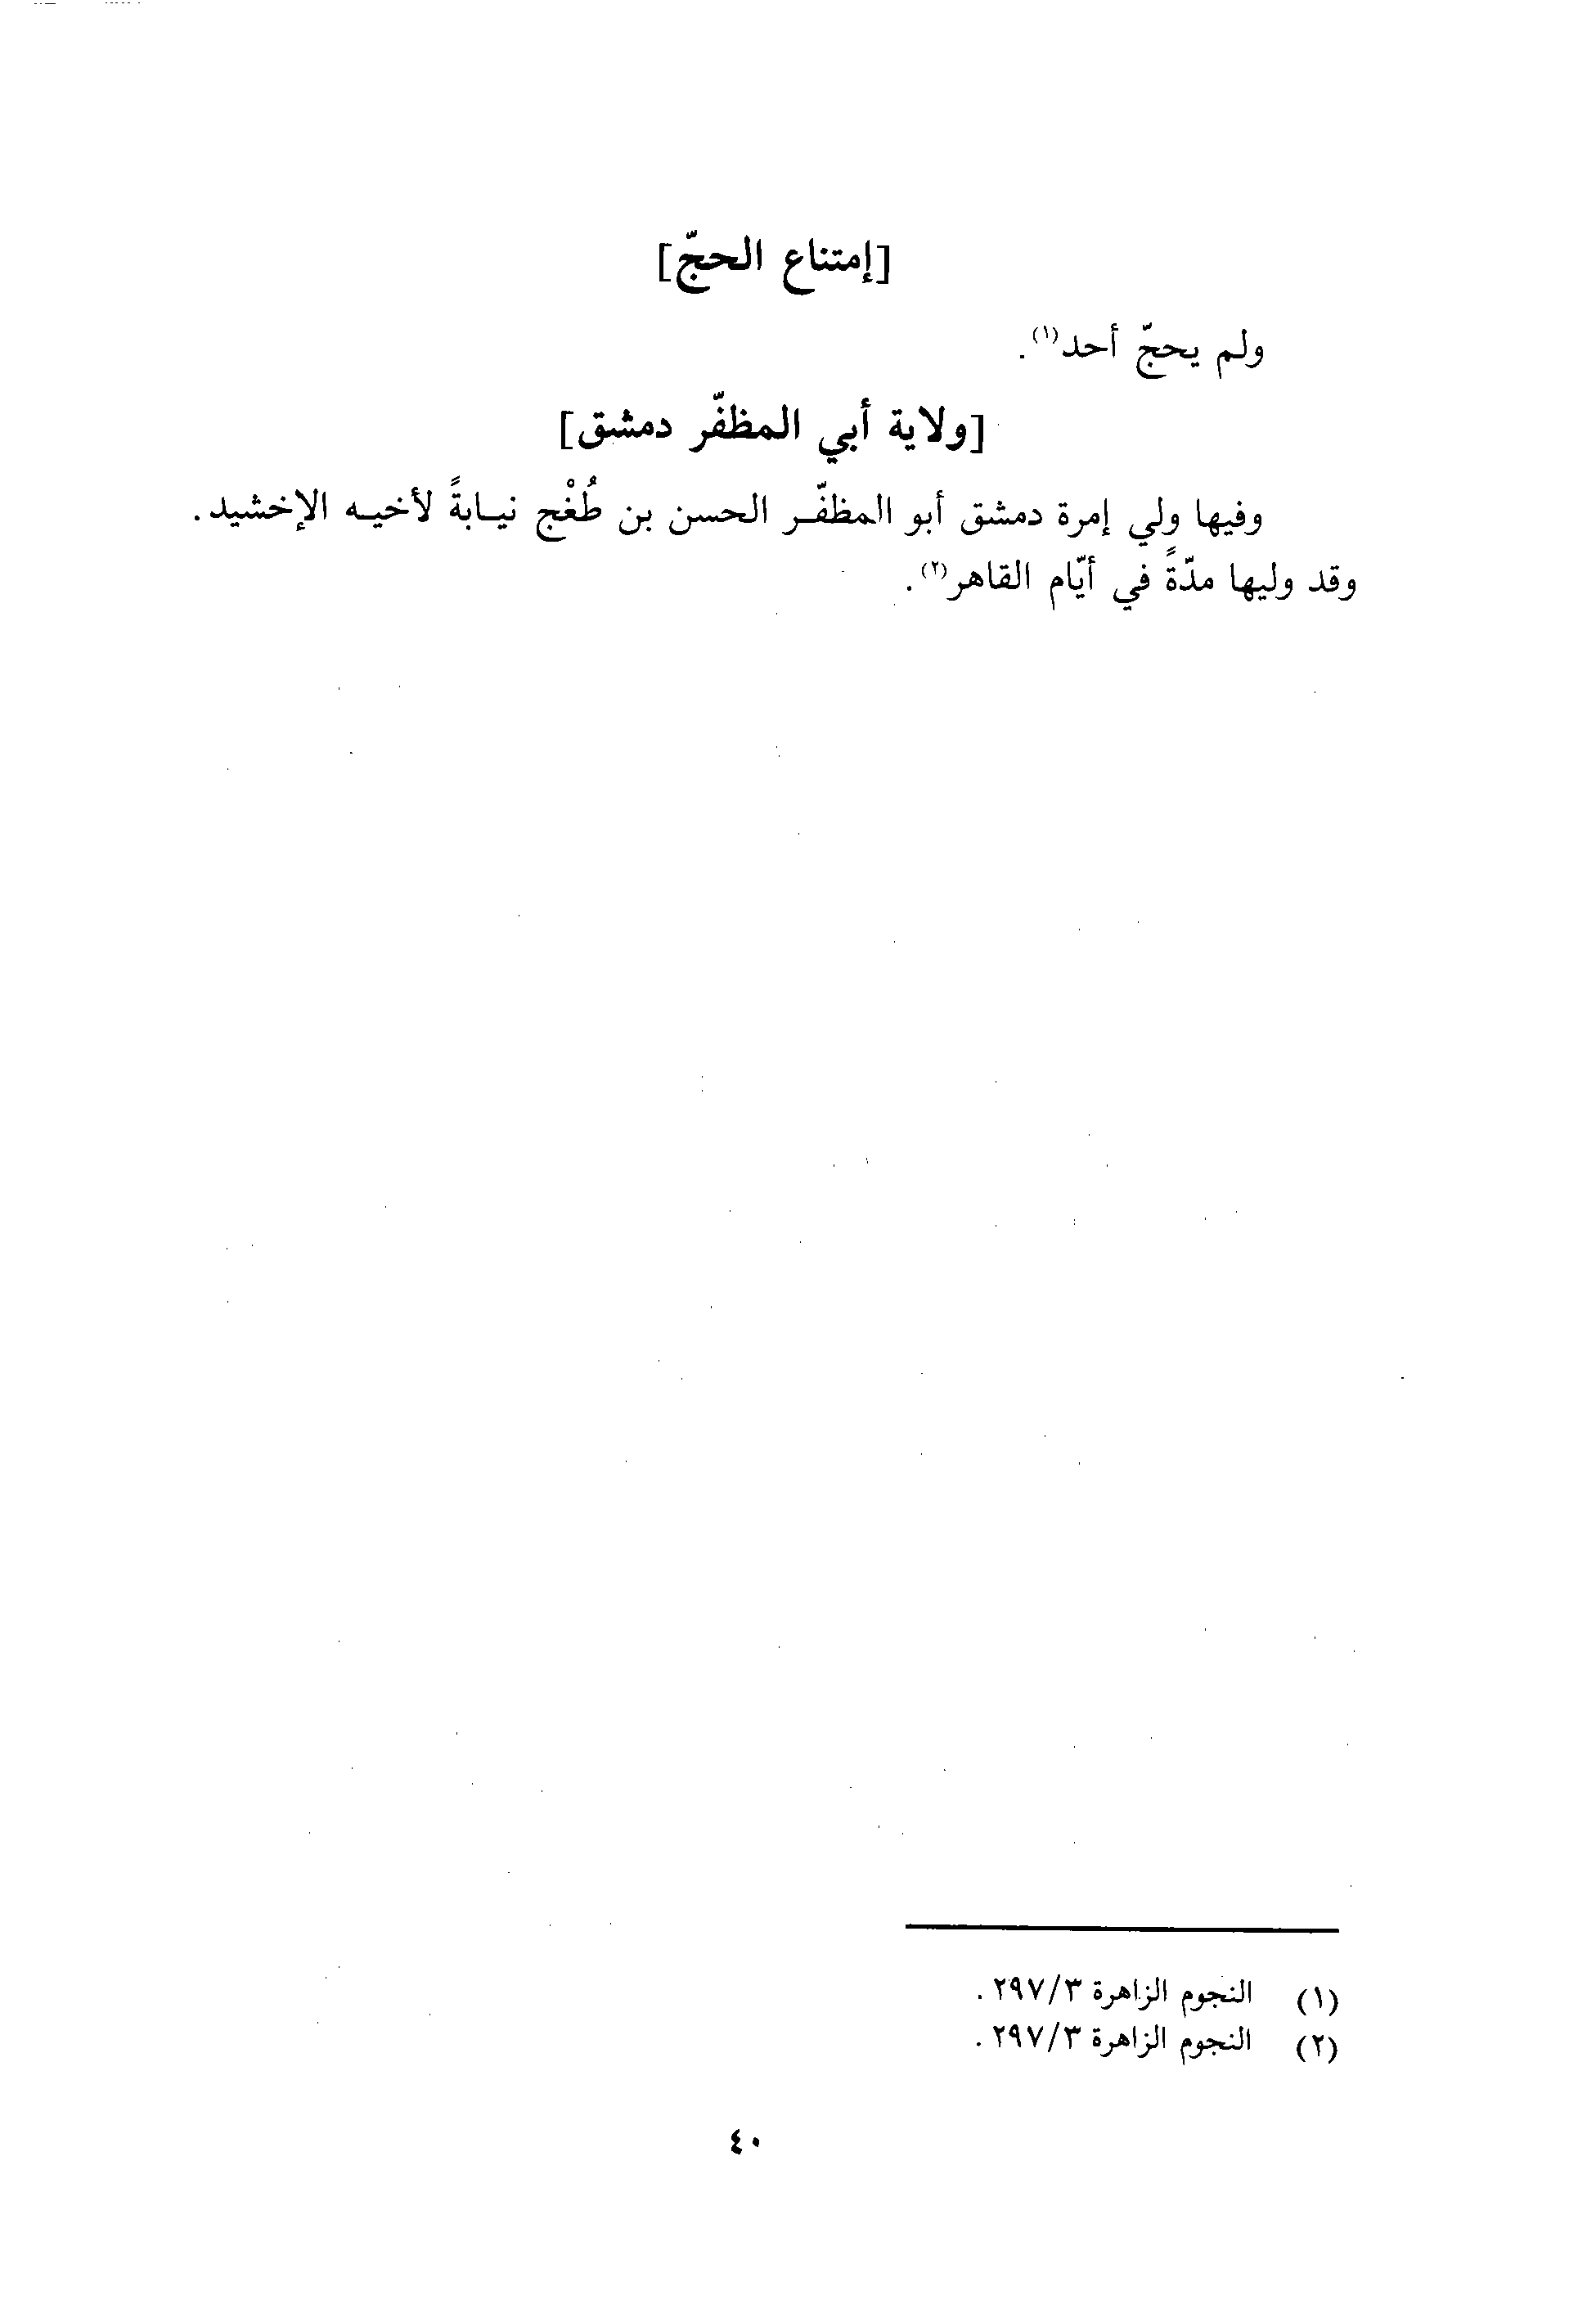 [إمتناع الحجّ]
ولم يحجّ أحد(١).
[ولاية أبي المظفّر دمشق]
وفيها ولي إمرة دمشق أبو المظفّر الحسن بن طُغْج نيابةً لأخيه الإخشيد.
وقد وليها مدّةً في أيّام القاهر(٢).
(١) النجوم الزاهرة ٢٩٧/٣.
(٢) النجوم الزاهرة ٢٩٧/٣.
٤٠